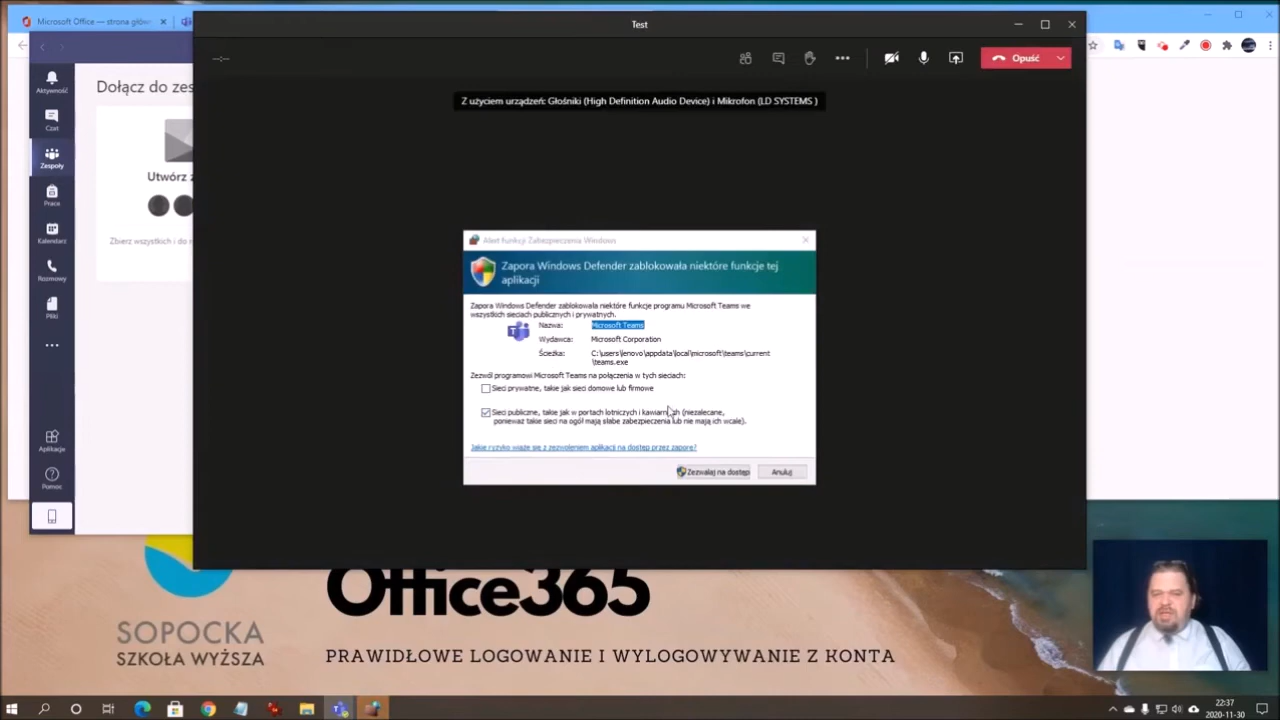 Microsoft Office — strona główn
Test
Opuść
Z użyciem urządzeń: Głośniki (High Definition Audio Device) i Mikrofon (LD SYSTEMS )
Aktywność
Czat
Zespoły
Praca
Kalendarz
Rozmowy
Pliki
Aplikacje
Pomoc
Dołącz do zes
Utwórz z
Zbierz wszystkich i do r
Alert funkcji Zabezpieczenia Windows
Zapora Windows Defender zablokowała niektóre funkcje tej
aplikacji
Zapora Windows Defender zablokowała niektóre funkcje programu Microsoft Teams we
wszystkich sieciach publicznych i prywatnych.
Nazwa: Microsoft Teams
Wydawca: Microsoft Corporation
Ścieżka: C:\users\lenovo\appdata\local\microsoft\teams\current
\teams.exe
Zezwól programowi Microsoft Teams na połączenia w tych sieciach:
Sieci prywatne, takie jak sieci domowe lub firmowe
Sieci publiczne, takie jak w portach lotniczych i kawiarniach (niezalecane,
ponieważ takie sieci na ogół mają słabe zabezpieczenia lub nie mają ich wcale).
Jakie ryzyko wiąże się z zezwoleniem aplikacji na dostęp przez zaporę?
Zezwalaj na dostęp
Anuluj
Office365
SOPOCKA
SZKOŁA WYŻSZA
PRAWIDŁOWE LOGOWANIE I WYLOGOWYWANIE Z KONTA
22:37
2020-11-30